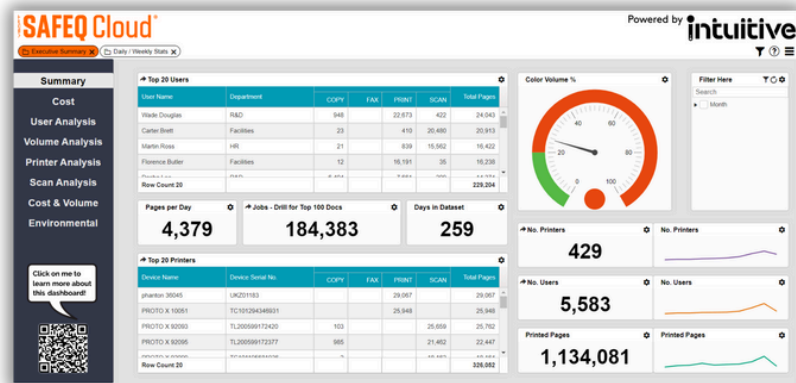 SAFEQ Cloud
Powered by intuitive
Executive Summary x
Daily / Weekly Stats x
Summary
Cost
User Analysis
Volume Analysis
Printer Analysis
Scan Analysis
Cost & Volume
Environmental
Click on me to
learn more about
this dashboard!
Top 20 Users
User Name Department COPY FAX PRINT SCAN Total Pages
Wade Douglas R&D 948 22,673 422 24,043
Carter Brett Facilities 23 410 20,480 20,913
Martin Ross HR 21 839 15,562 16,422
Florence Butler Facilities 12 16,191 35 16,238
Row Count 20 229,204
Pages per Day
4,379
Jobs - Drill for Top 100 Docs
184,383
Days in Dataset
259
Top 20 Printers
Device Name Device Serial No. COPY FAX PRINT SCAN Total Pages
phanton 36045 UKZ01183 29,067 29,067
PROTO X 10051 TC101294346931 25,948 25,948
PROTO X 92093 TL200599172420 103 25,659 25,762
PROTO X 92095 TL200599172377 985 21,462 22,447
Row Count 20 326,052
Color Volume %
0 20 40 60 80 100
Filter Here
Search
Month
No. Printers
429
No. Printers
No. Users
5,583
No. Users
Printed Pages
1,134,081
Printed Pages